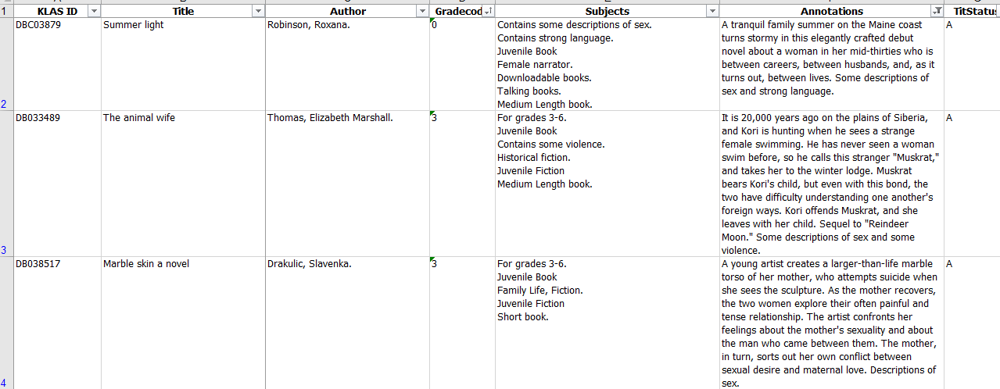 1 KLAS ID Title Author Gradecod Subjects Annotations TitStatus
DBC03879 Summer light Robinson, Roxana. 0 Contains some descriptions of sex. A tranquil family summer on the Maine coast A
Contains strong language. turns stormy in this elegantly crafted debut
Juvenile Book novel about a woman in her mid-thirties who is
Female narrator. between careers, between husbands, and, as it
Downloadable books. turns out, between lives. Some descriptions of
Talking books. sex and strong language.
2 Medium Length book.
DB033489 The animal wife Thomas, Elizabeth Marshall. 3 For grades 3-6. It is 20,000 years ago on the plains of Siberia, A
Juvenile Book and Kori is hunting when he sees a strange
Contains some violence. female swimming. He has never seen a woman
Historical fiction. swim before, so he calls this stranger "Muskrat,"
Juvenile Fiction and takes her to the winter lodge. Muskrat
Medium Length book. bears Kori's child, but even with this bond, the
two have difficulty understanding one another's
foreign ways. Kori offends Muskrat, and she
leaves with her child. Sequel to "Reindeer
Moon." Some descriptions of sex and some
3 violence.
DB038517 Marble skin a novel Drakulic, Slavenka. 3 For grades 3-6. A young artist creates a larger-than-life marble A
Juvenile Book torso of her mother, who attempts suicide when
Family Life, Fiction. she sees the sculpture. As the mother recovers,
Juvenile Fiction the two women explore their often painful and
Short book. tense relationship. The artist confronts her
feelings about the mother's sexuality and about
the man who came between them. The mother,
in turn, sorts out her own conflict between
sexual desire and maternal love. Descriptions of
4 sex.